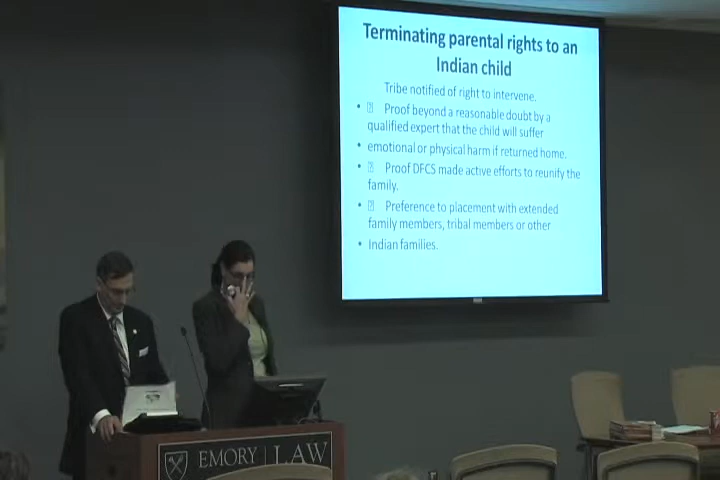 Terminating parental rights to an
Indian child
Tribe notified of right to intervene.
• Proof beyond a reasonable doubt by a
qualified expert that the child will suffer
• emotional or physical harm if returned home.
• Proof DFCS made active efforts to reunify the
family.
• Preference to placement with extended
family members, tribal members or other
• Indian families.
EMORY | LAW